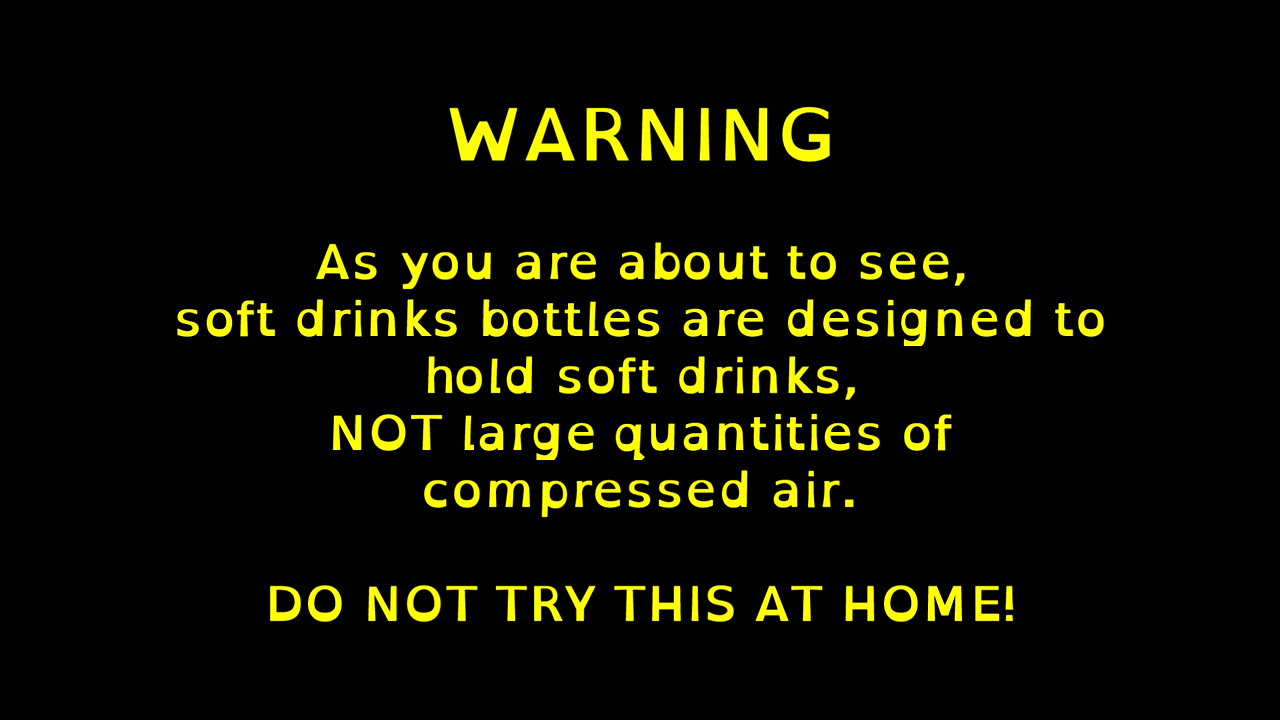 WARNING
As you are about to see,
soft drinks bottles are designed to
hold soft drinks,
NOT large quantities of
compressed air.
DO NOT TRY THIS AT HOME!